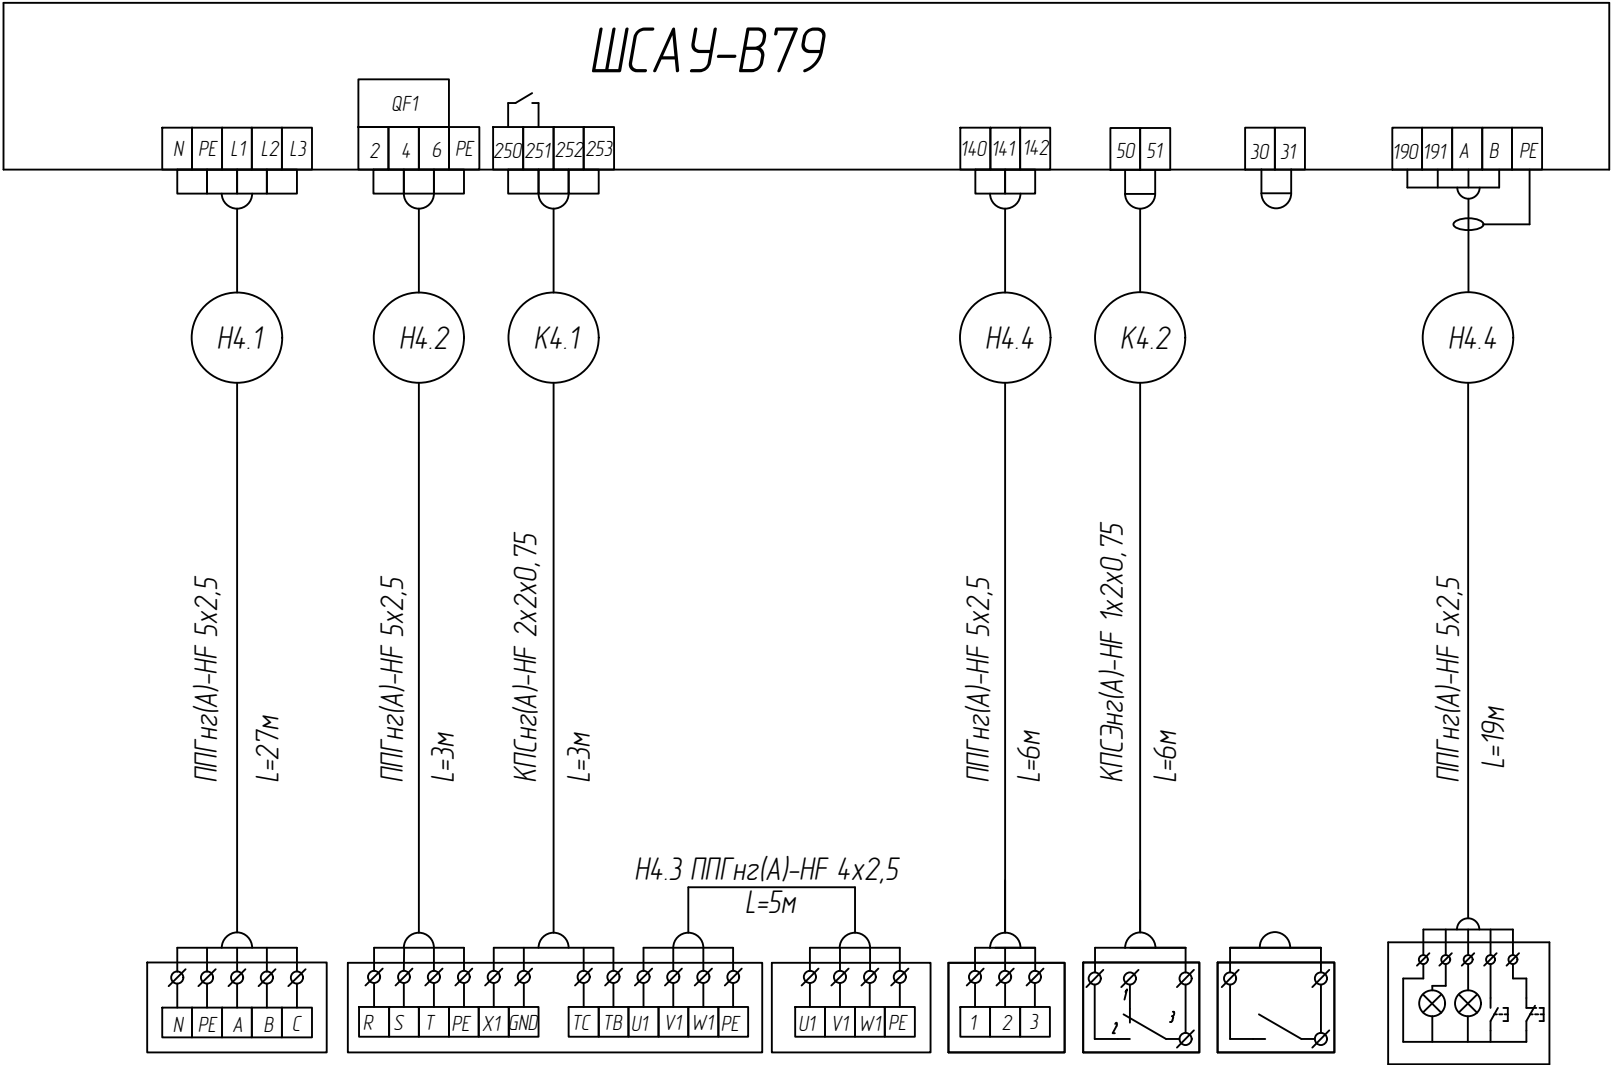 ШСАУ-В79
QF1
N PE L1 L2 L3
2 4 6 PE
250 251 252 253
140 141 142
50 51
30 31
190 191 A B PE
Н4.1
Н4.2
К4.1
Н4.4
К4.2
Н4.4
ППГнг(А)-HF 5х2,5
L=27м
ППГнг(А)-HF 5х2,5
L=3м
КПСнг(А)-HF 2х2х0,75
L=3м
ППГнг(А)-HF 5х2,5
L=6м
КПСЭнг(А)-HF 1х2х0,75
L=6м
ППГнг(А)-HF 5х2,5
L=19м
Н4.3 ППГнг(А)-HF 4х2,5
L=5м
N PE A B C
R S T PE X1 GND
TC TB U1 V1 W1 PE
U1 V1 W1 PE
1 2 3
1
2 3